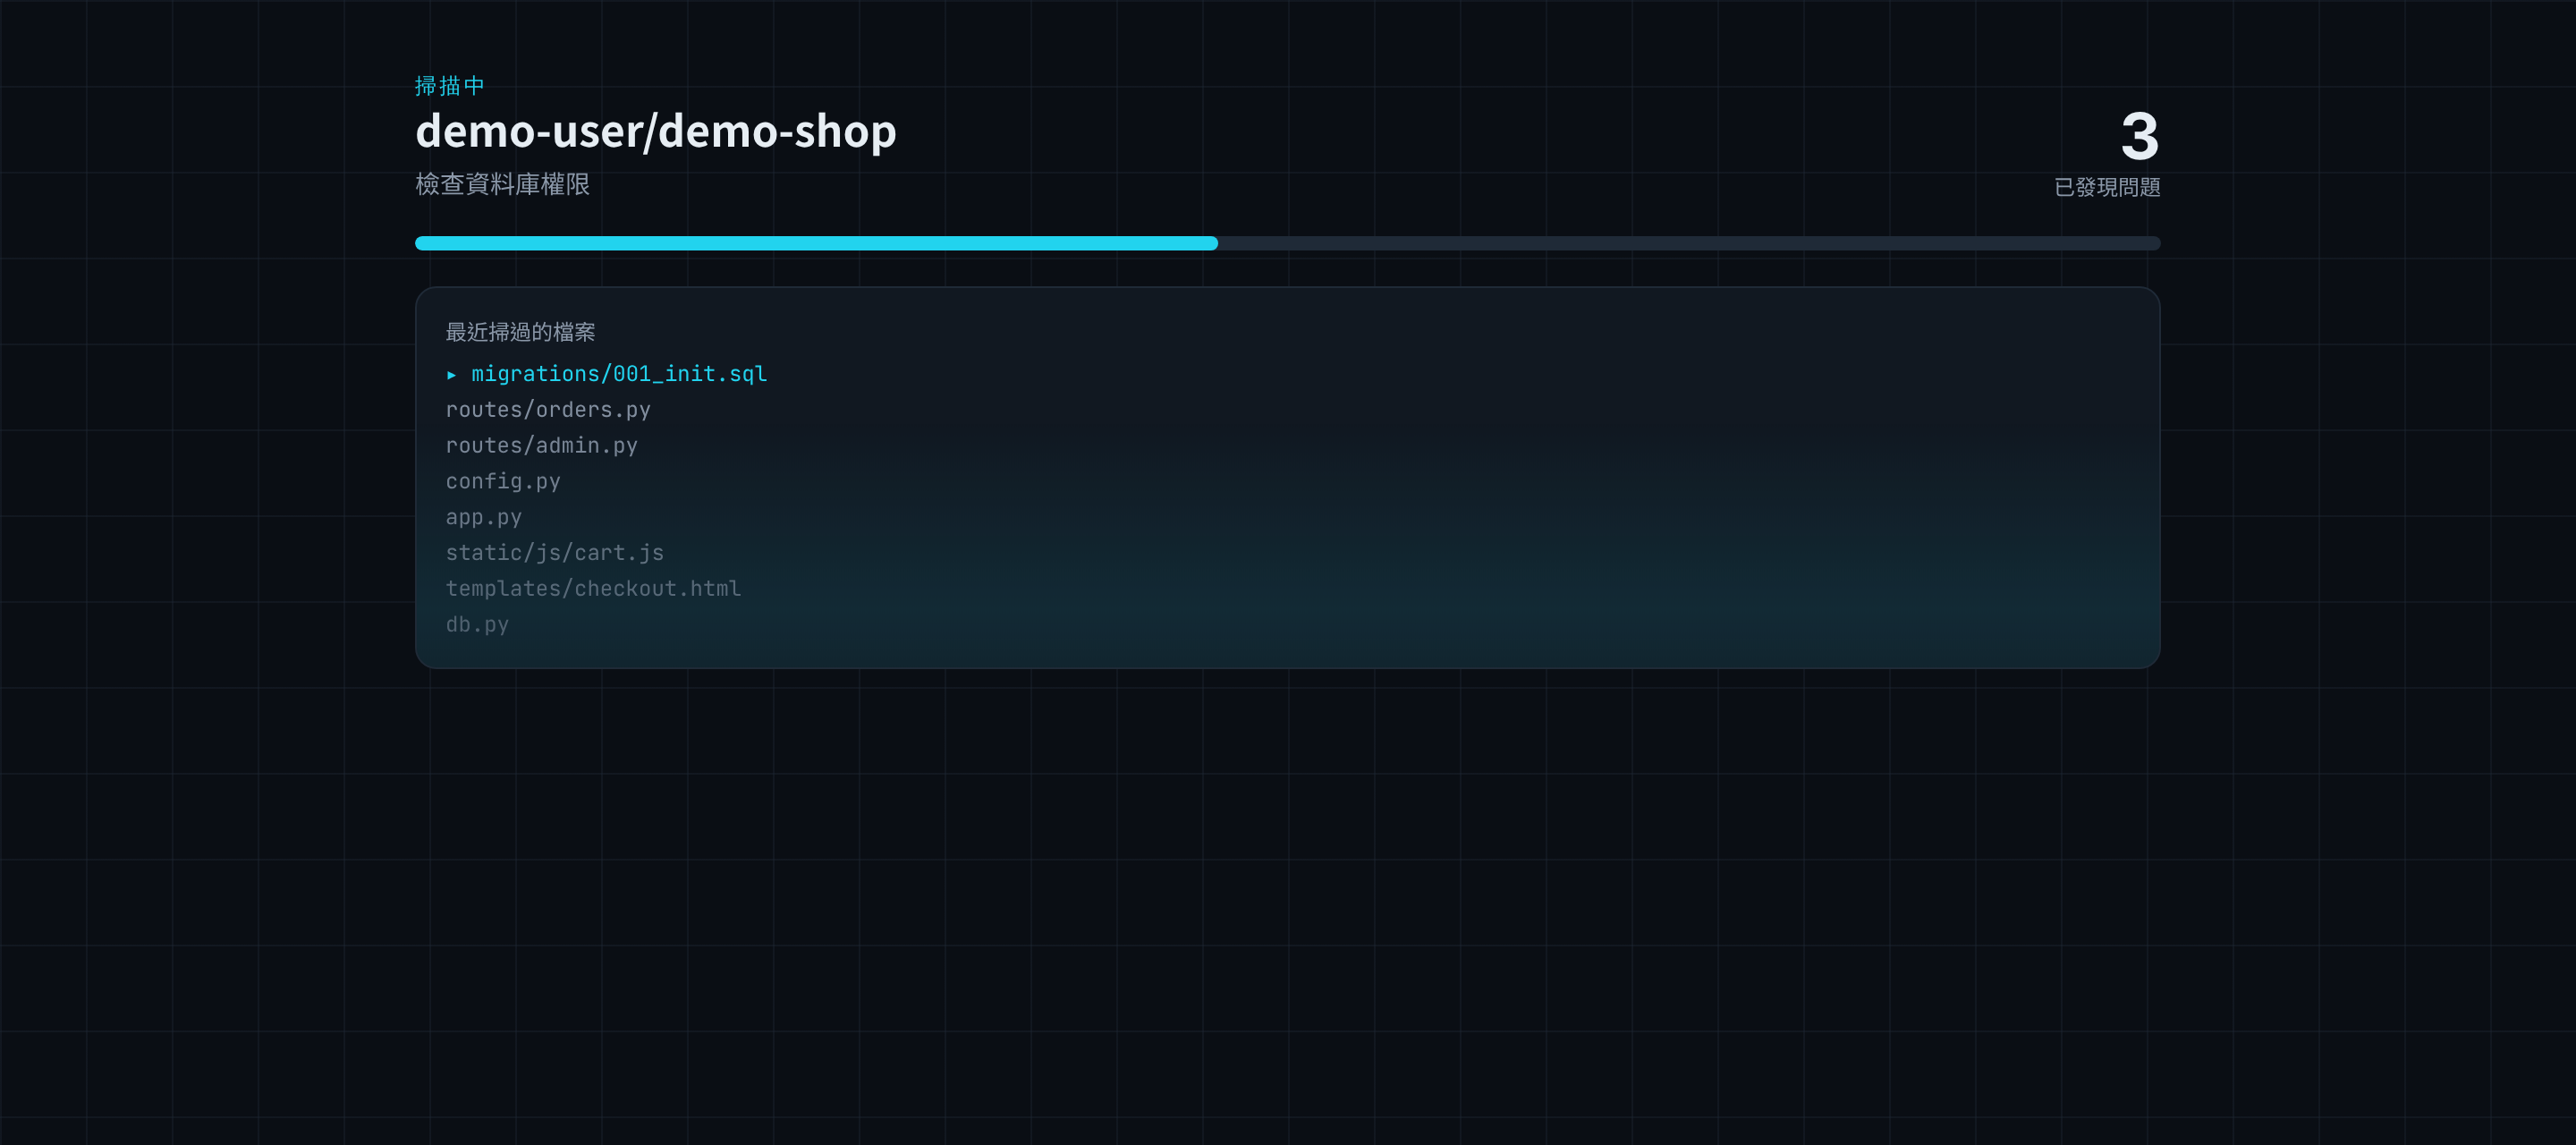 掃描中
demo-user/demo-shop
檢查資料庫權限
3
已發現問題
最近掃過的檔案
▸ migrations/001_init.sql
routes/orders.py
routes/admin.py
config.py
app.py
static/js/cart.js
templates/checkout.html
db.py